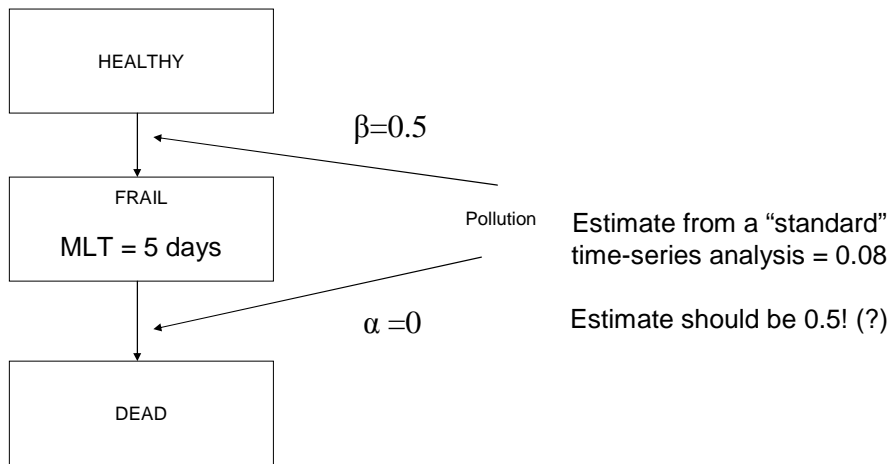 HEALTHY
β=0.5
FRAIL
MLT = 5 days
Pollution
Estimate from a “standard”
time-series analysis = 0.08
α =0
Estimate should be 0.5! (?)
DEAD